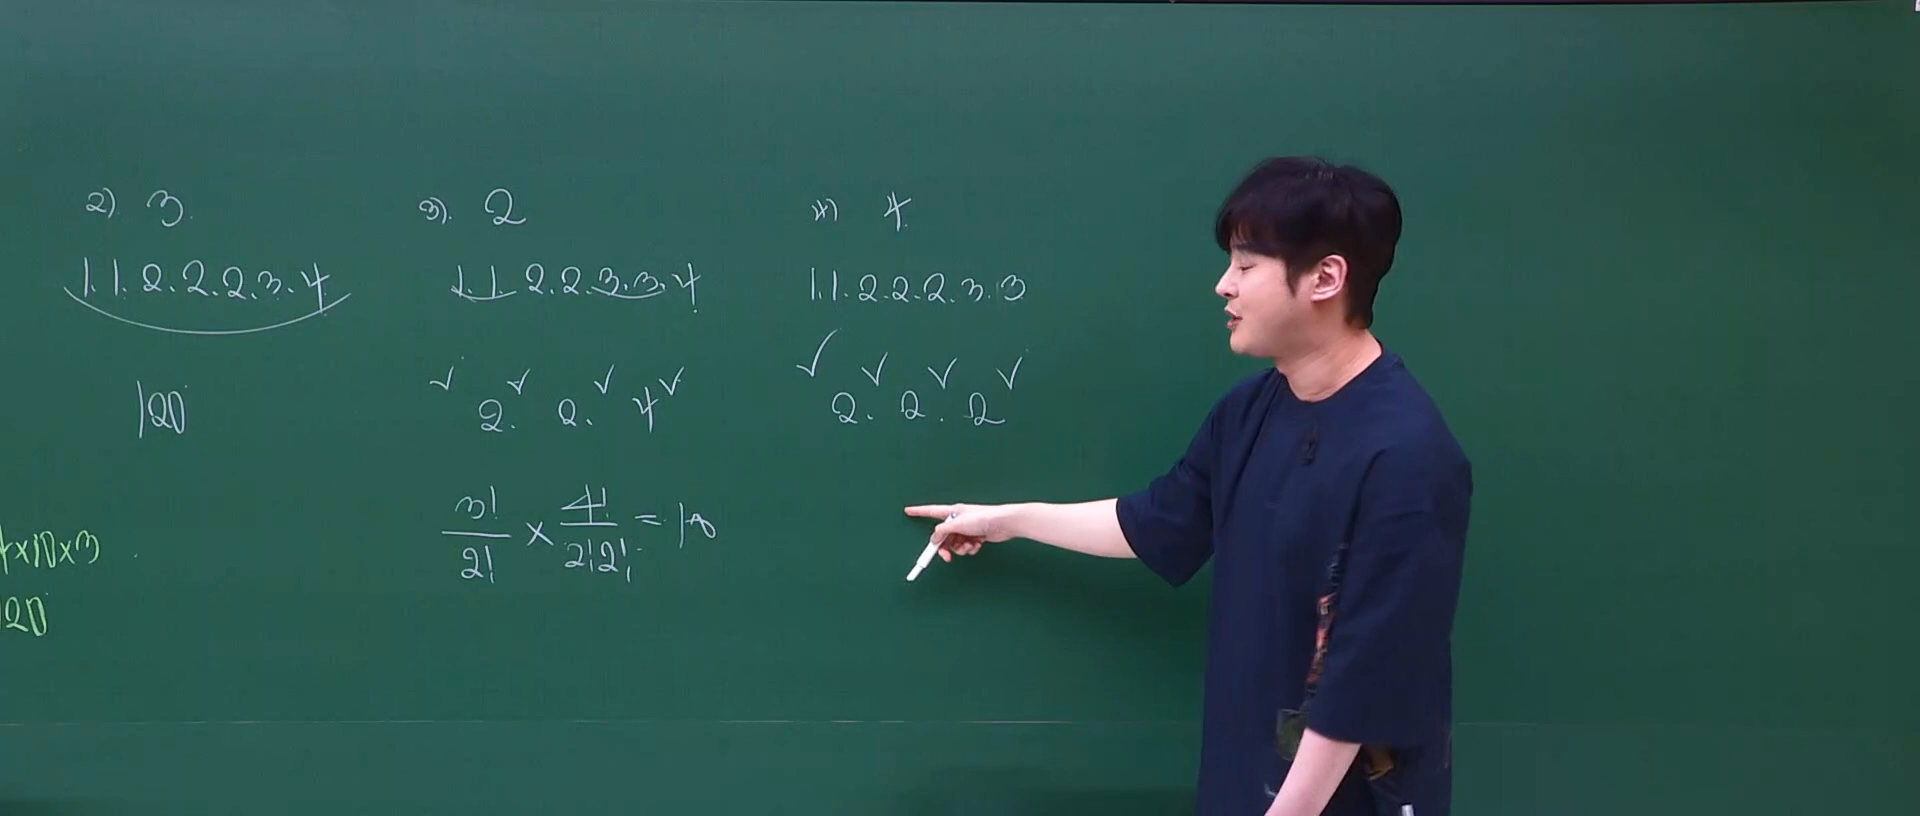 2) 3.
1. 1. 2. 2. 2. 3. 4
120
4×10×3
120
3). 2
1. 1. 2. 2. 3. 3. 4
✓ 2. ✓ 2. ✓ 4 ✓
3!/2! × 4!/2!2! = 18
4) 4.
1. 1. 2. 2. 2. 3. 3
✓ 2. ✓ 2. ✓ 2 ✓